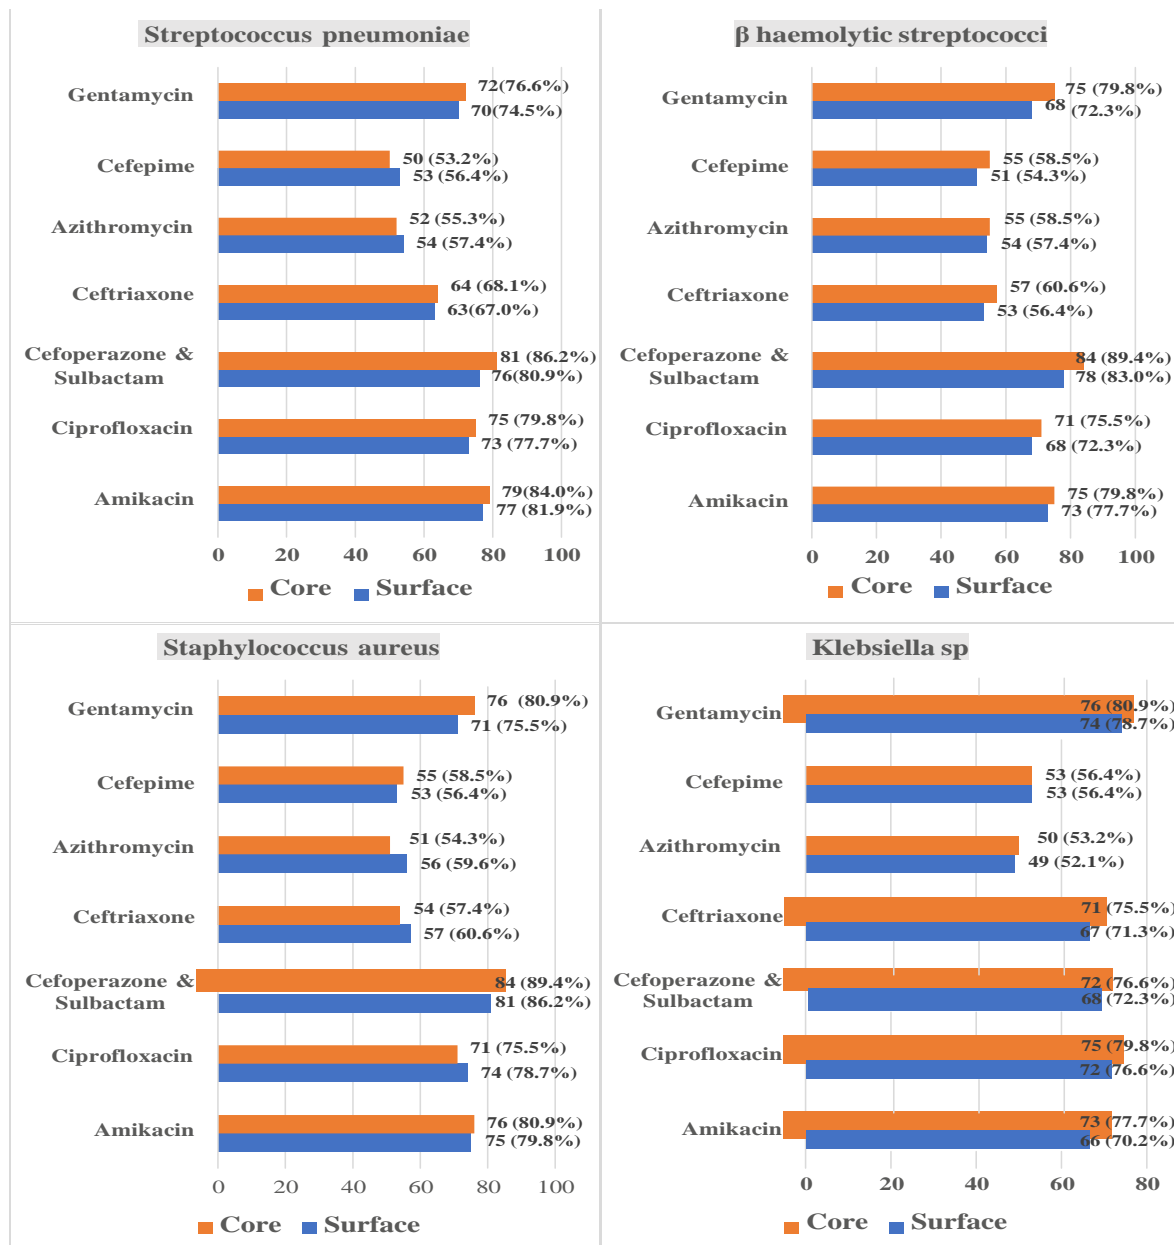 Streptococcus pneumoniae
Gentamycin
72(76.6%)
70(74.5%)
Cefepime
50 (53.2%)
53 (56.4%)
Azithromycin
52 (55.3%)
54 (57.4%)
Ceftriaxone
64 (68.1%)
63(67.0%)
Cefoperazone &
Sulbactam
81 (86.2%)
76(80.9%)
Ciprofloxacin
75 (79.8%)
73 (77.7%)
Amikacin
79(84.0%)
77 (81.9%)
0 20 40 60 80 100
Core Surface
β haemolytic streptococci
Gentamycin
75 (79.8%)
68 (72.3%)
Cefepime
55 (58.5%)
51 (54.3%)
Azithromycin
55 (58.5%)
54 (57.4%)
Ceftriaxone
57 (60.6%)
53 (56.4%)
Cefoperazone &
Sulbactam
84 (89.4%)
78 (83.0%)
Ciprofloxacin
71 (75.5%)
68 (72.3%)
Amikacin
75 (79.8%)
73 (77.7%)
0 20 40 60 80 100
Core Surface
Staphylococcus aureus
Gentamycin
76 (80.9%)
71 (75.5%)
Cefepime
55 (58.5%)
53 (56.4%)
Azithromycin
51 (54.3%)
56 (59.6%)
Ceftriaxone
54 (57.4%)
57 (60.6%)
Cefoperazone &
Sulbactam
84 (89.4%)
81 (86.2%)
Ciprofloxacin
71 (75.5%)
74 (78.7%)
Amikacin
76 (80.9%)
75 (79.8%)
0 20 40 60 80 100
Core Surface
Klebsiella sp
Gentamycin
76 (80.9%)
74 (78.7%)
Cefepime
53 (56.4%)
53 (56.4%)
Azithromycin
50 (53.2%)
49 (52.1%)
Ceftriaxone
71 (75.5%)
67 (71.3%)
Cefoperazone &
Sulbactam
72 (76.6%)
68 (72.3%)
Ciprofloxacin
75 (79.8%)
72 (76.6%)
Amikacin
73 (77.7%)
66 (70.2%)
0 20 40 60 80
Core Surface